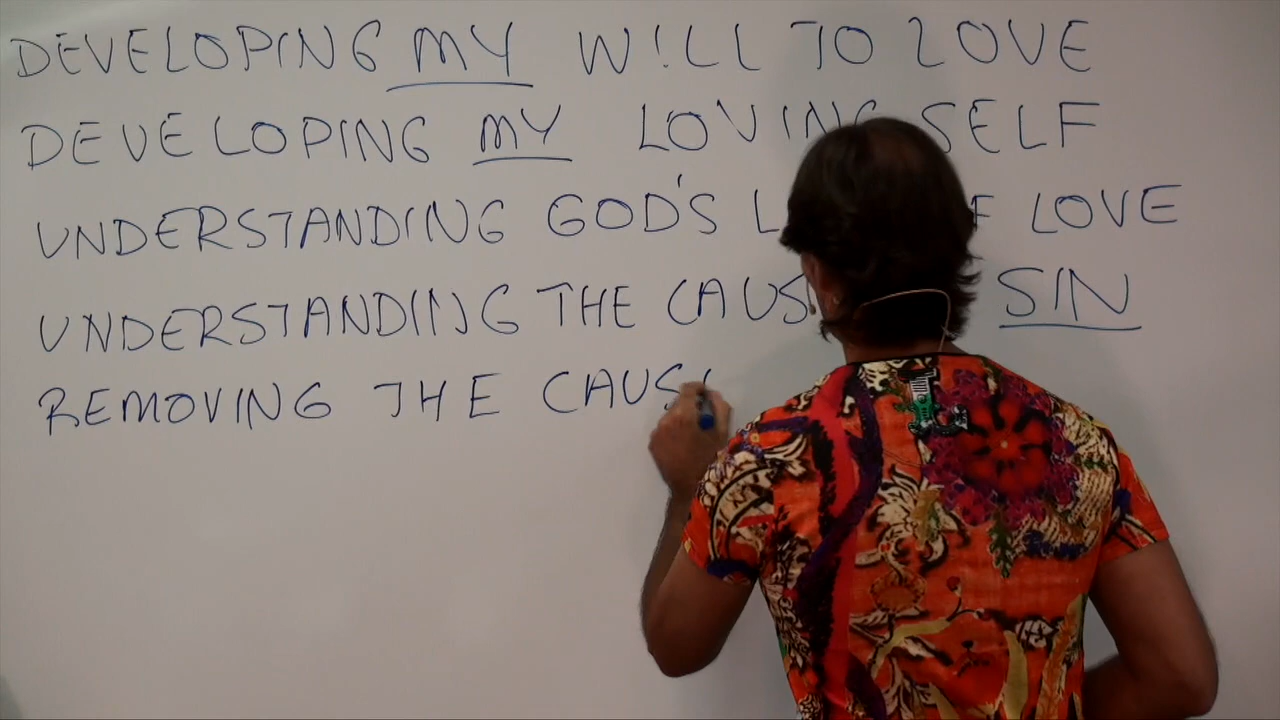 DEVELOPING MY WILL TO LOVE
DEVELOPING MY LOVING SELF
UNDERSTANDING GOD'S LOVE
UNDERSTANDING THE CAUS SIN
REMOVING THE CAUS